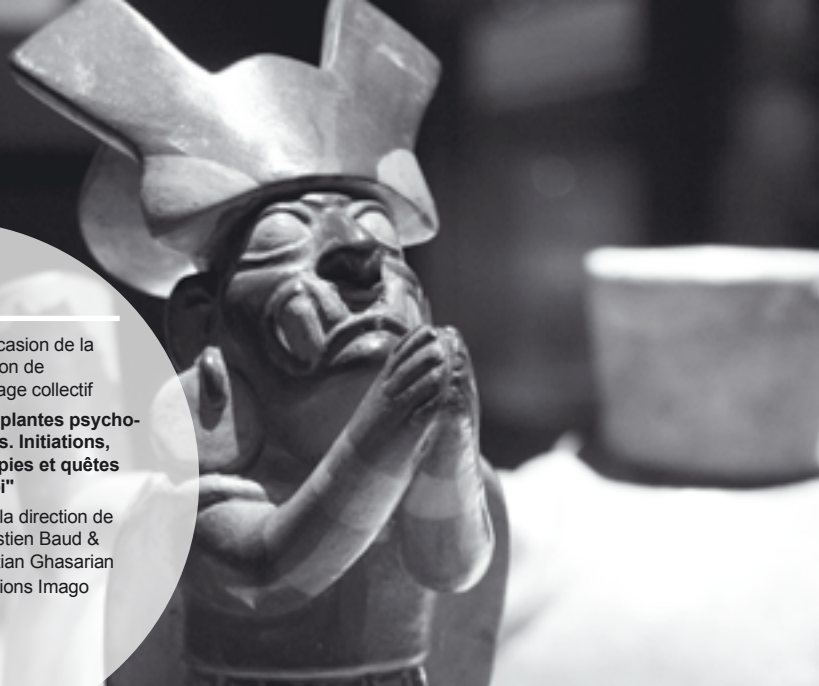 casion de la
on de
age collectif
plantes psycho-
s. Initiations,
pies et quêtes
i"
la direction de
stien Baud &
tian Ghasarian
ions Imago